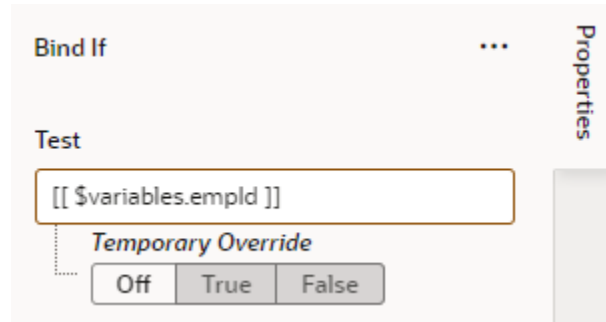 Bind If
...
Properties
Test
[[ $variables.empId ]]
Temporary Override
Off True False